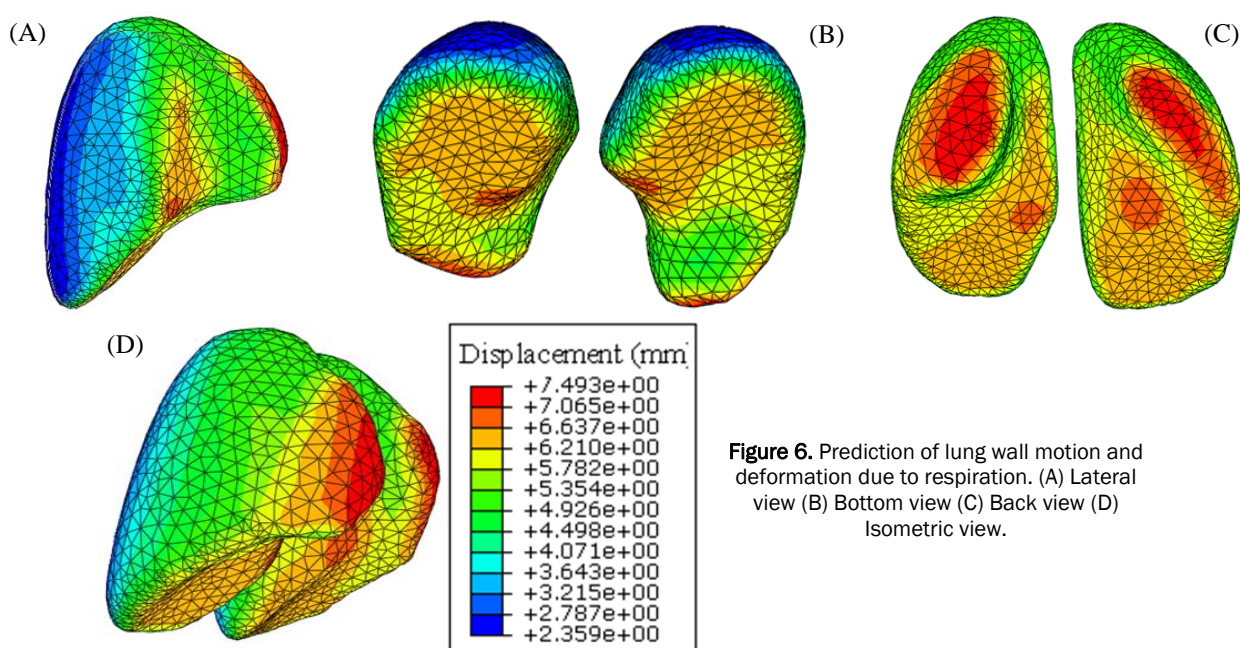 (A)
(B)
(C)
(D)
Displacement (mm)
+7.493e+00
+7.065e+00
+6.637e+00
+6.210e+00
+5.782e+00
+5.354e+00
+4.926e+00
+4.498e+00
+4.071e+00
+3.643e+00
+3.215e+00
+2.787e+00
+2.359e+00
Figure 6. Prediction of lung wall motion and
deformation due to respiration. (A) Lateral
view (B) Bottom view (C) Back view (D)
Isometric view.